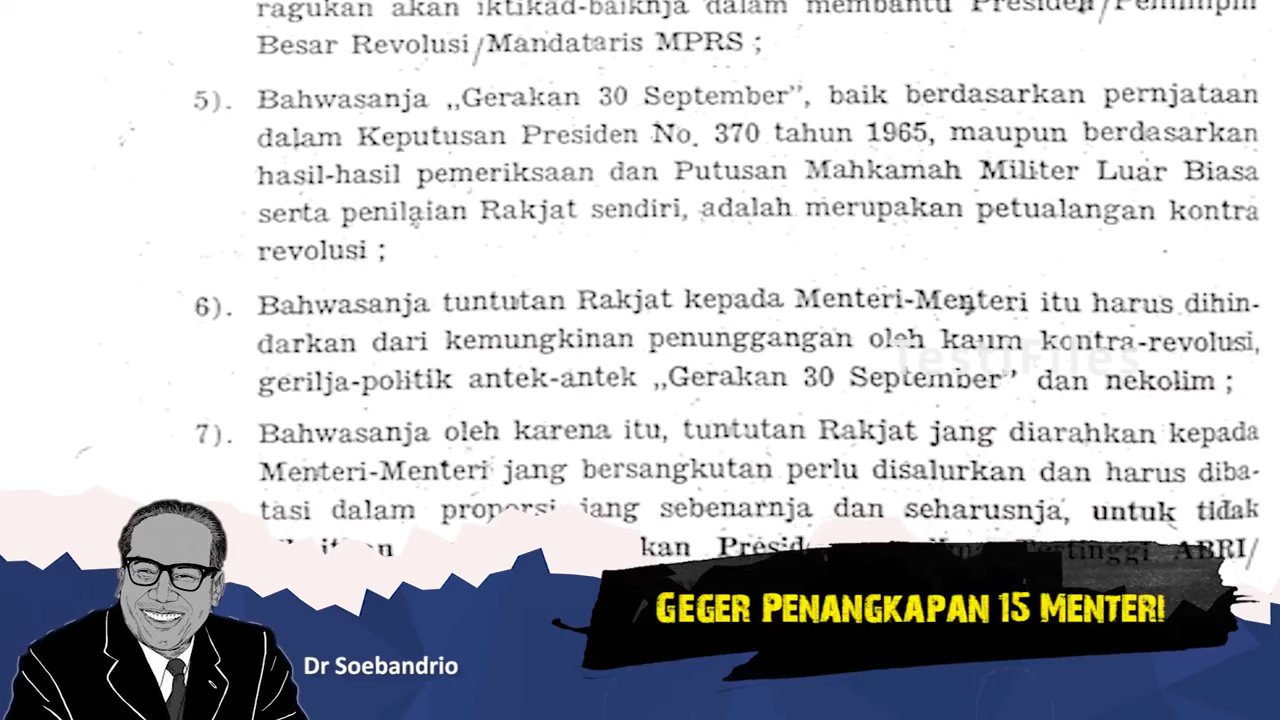 ragukan akan iktikad-baiknja dalam membantu Presiden/Pemimpin
Besar Revolusi/Mandataris MPRS ;
5). Bahwasanja „Gerakan 30 September”, baik berdasarkan pernjataan
dalam Keputusan Presiden No. 370 tahun 1965, maupun berdasarkan
hasil-hasil pemeriksaan dan Putusan Mahkamah Militer Luar Biasa
serta penilaian Rakjat sendiri, adalah merupakan petualangan kontra
revolusi ;
6). Bahwasanja tuntutan Rakjat kepada Menteri-Menteri itu harus dihin-
darkan dari kemungkinan penunggangan oleh kaum kontra-revolusi,
TestiFiles
gerilja-politik antek-antek „Gerakan 30 September” dan nekolim ;
7). Bahwasanja oleh karena itu, tuntutan Rakjat jang diarahkan kepada
Menteri-Menteri jang bersangkutan perlu disalurkan dan harus diba-
tasi dalam proporsi jang sebenarnja dan seharusnja, untuk tidak
kan Tertinggi ABRI/
GEGER PENANGKAPAN 15 MENTERI
Dr Soebandrio